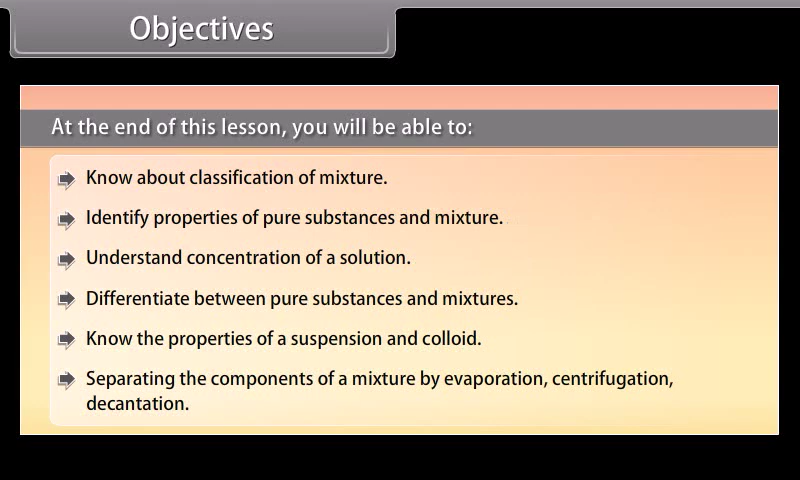 Objectives
At the end of this lesson, you will be able to:
Know about classification of mixture.
Identify properties of pure substances and mixture.
Understand concentration of a solution.
Differentiate between pure substances and mixtures.
Know the properties of a suspension and colloid.
Separating the components of a mixture by evaporation, centrifugation,
decantation.